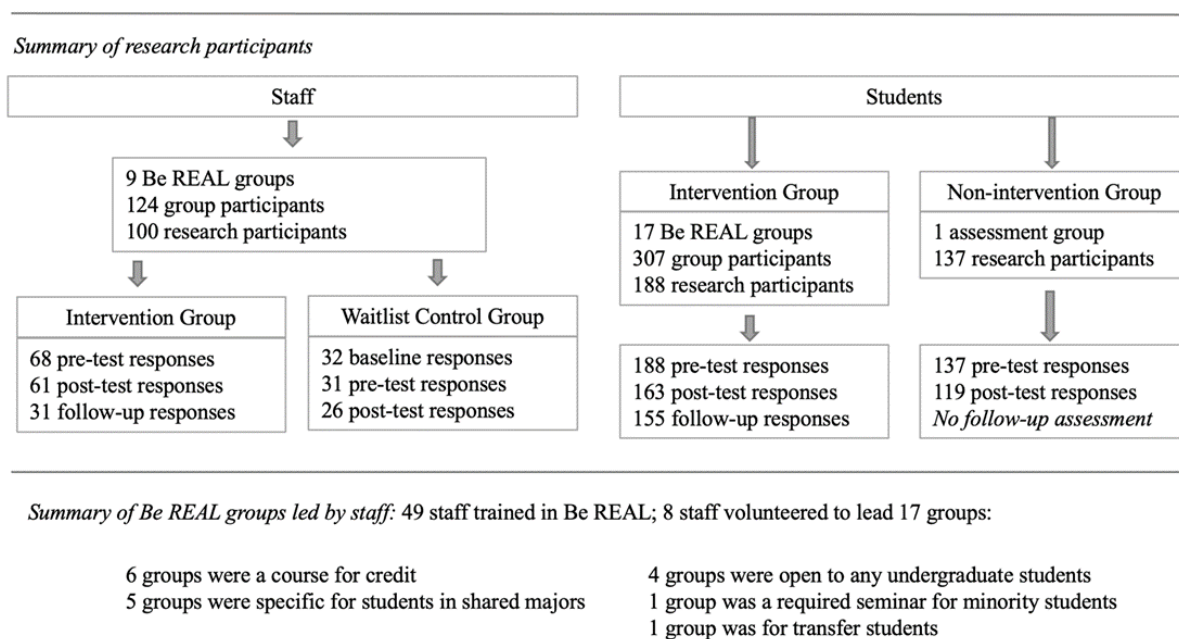 Summary of research participants
Staff
9 Be REAL groups
124 group participants
100 research participants
Intervention Group
68 pre-test responses
61 post-test responses
31 follow-up responses
Waitlist Control Group
32 baseline responses
31 pre-test responses
26 post-test responses
Students
Intervention Group
17 Be REAL groups
307 group participants
188 research participants
188 pre-test responses
163 post-test responses
155 follow-up responses
Non-intervention Group
1 assessment group
137 research participants
137 pre-test responses
119 post-test responses
No follow-up assessment
Summary of Be REAL groups led by staff: 49 staff trained in Be REAL; 8 staff volunteered to lead 17 groups:
6 groups were a course for credit
5 groups were specific for students in shared majors
4 groups were open to any undergraduate students
1 group was a required seminar for minority students
1 group was for transfer students